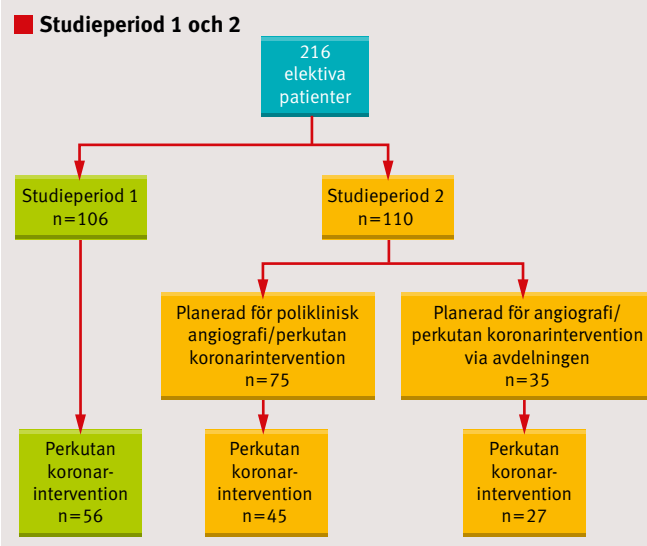 Studieperiod 1 och 2
216
elektiva
patienter
Studieperiod 1
n=106
Studieperiod 2
n=110
Planerad för poliklinisk
angiografi/perkutan
koronarintervention
n=75
Planerad för angiografi/
perkutan koronarintervention
via avdelningen
n=35
Perkutan
koronar-
intervention
n=56
Perkutan
koronar-
intervention
n=45
Perkutan
koronar-
intervention
n=27